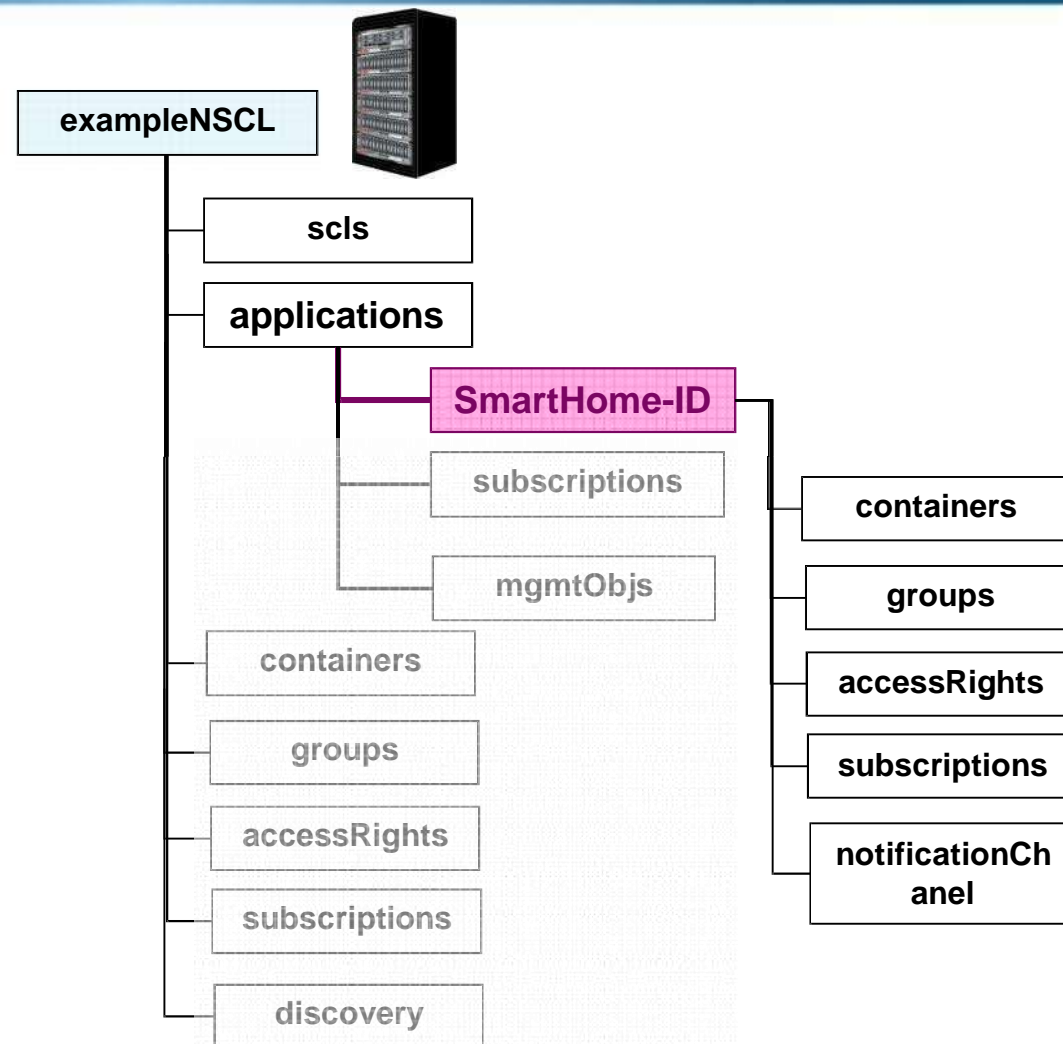 exampleNSCL
scls
applications
SmartHome-ID
subscriptions
mgmtObjs
containers
groups
accessRights
subscriptions
discovery
containers
groups
accessRights
subscriptions
notificationCh
anel